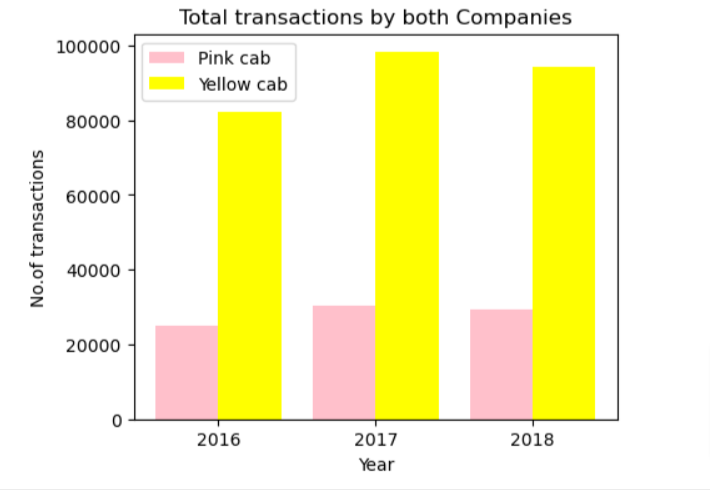 Total transactions by both Companies
Pink cab
Yellow cab
No.of transactions
100000
80000
60000
40000
20000
0
2016 2017 2018
Year